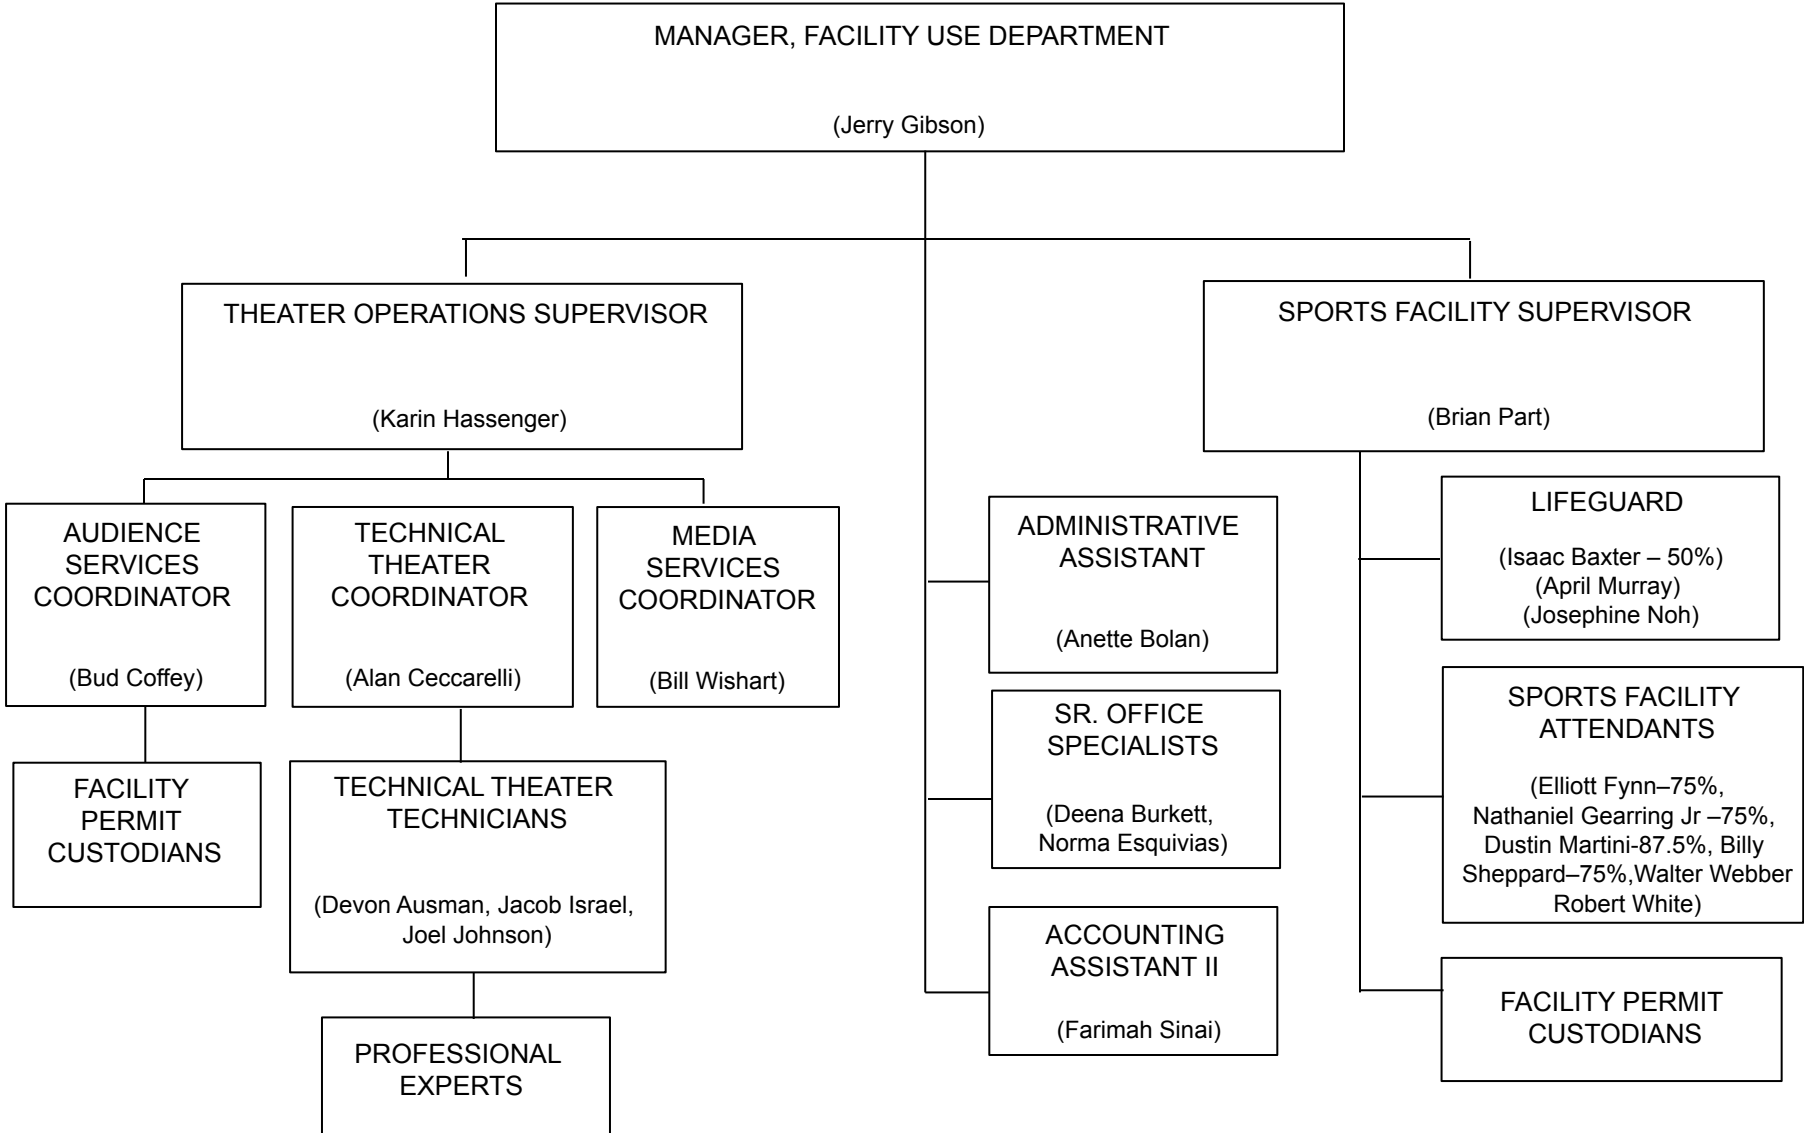 MANAGER, FACILITY USE DEPARTMENT
(Jerry Gibson)
THEATER OPERATIONS SUPERVISOR
(Karin Hassenger)
SPORTS FACILITY SUPERVISOR
(Brian Part)
AUDIENCE
SERVICES
COORDINATOR
(Bud Coffey)
TECHNICAL
THEATER
COORDINATOR
(Alan Ceccarelli)
MEDIA
SERVICES
COORDINATOR
(Bill Wishart)
ADMINISTRATIVE
ASSISTANT
(Anette Bolan)
LIFEGUARD
(Isaac Baxter – 50%)
(April Murray)
(Josephine Noh)
SR. OFFICE
SPECIALISTS
(Deena Burkett,
Norma Esquivias)
SPORTS FACILITY
ATTENDANTS
(Elliott Fynn–75%,
Nathaniel Gearring Jr –75%,
Dustin Martini-87.5%, Billy
Sheppard–75%,Walter Webber
Robert White)
FACILITY
PERMIT
CUSTODIANS
TECHNICAL THEATER
TECHNICIANS
(Devon Ausman, Jacob Israel,
Joel Johnson)
ACCOUNTING
ASSISTANT II
(Farimah Sinai)
FACILITY PERMIT
CUSTODIANS
PROFESSIONAL
EXPERTS